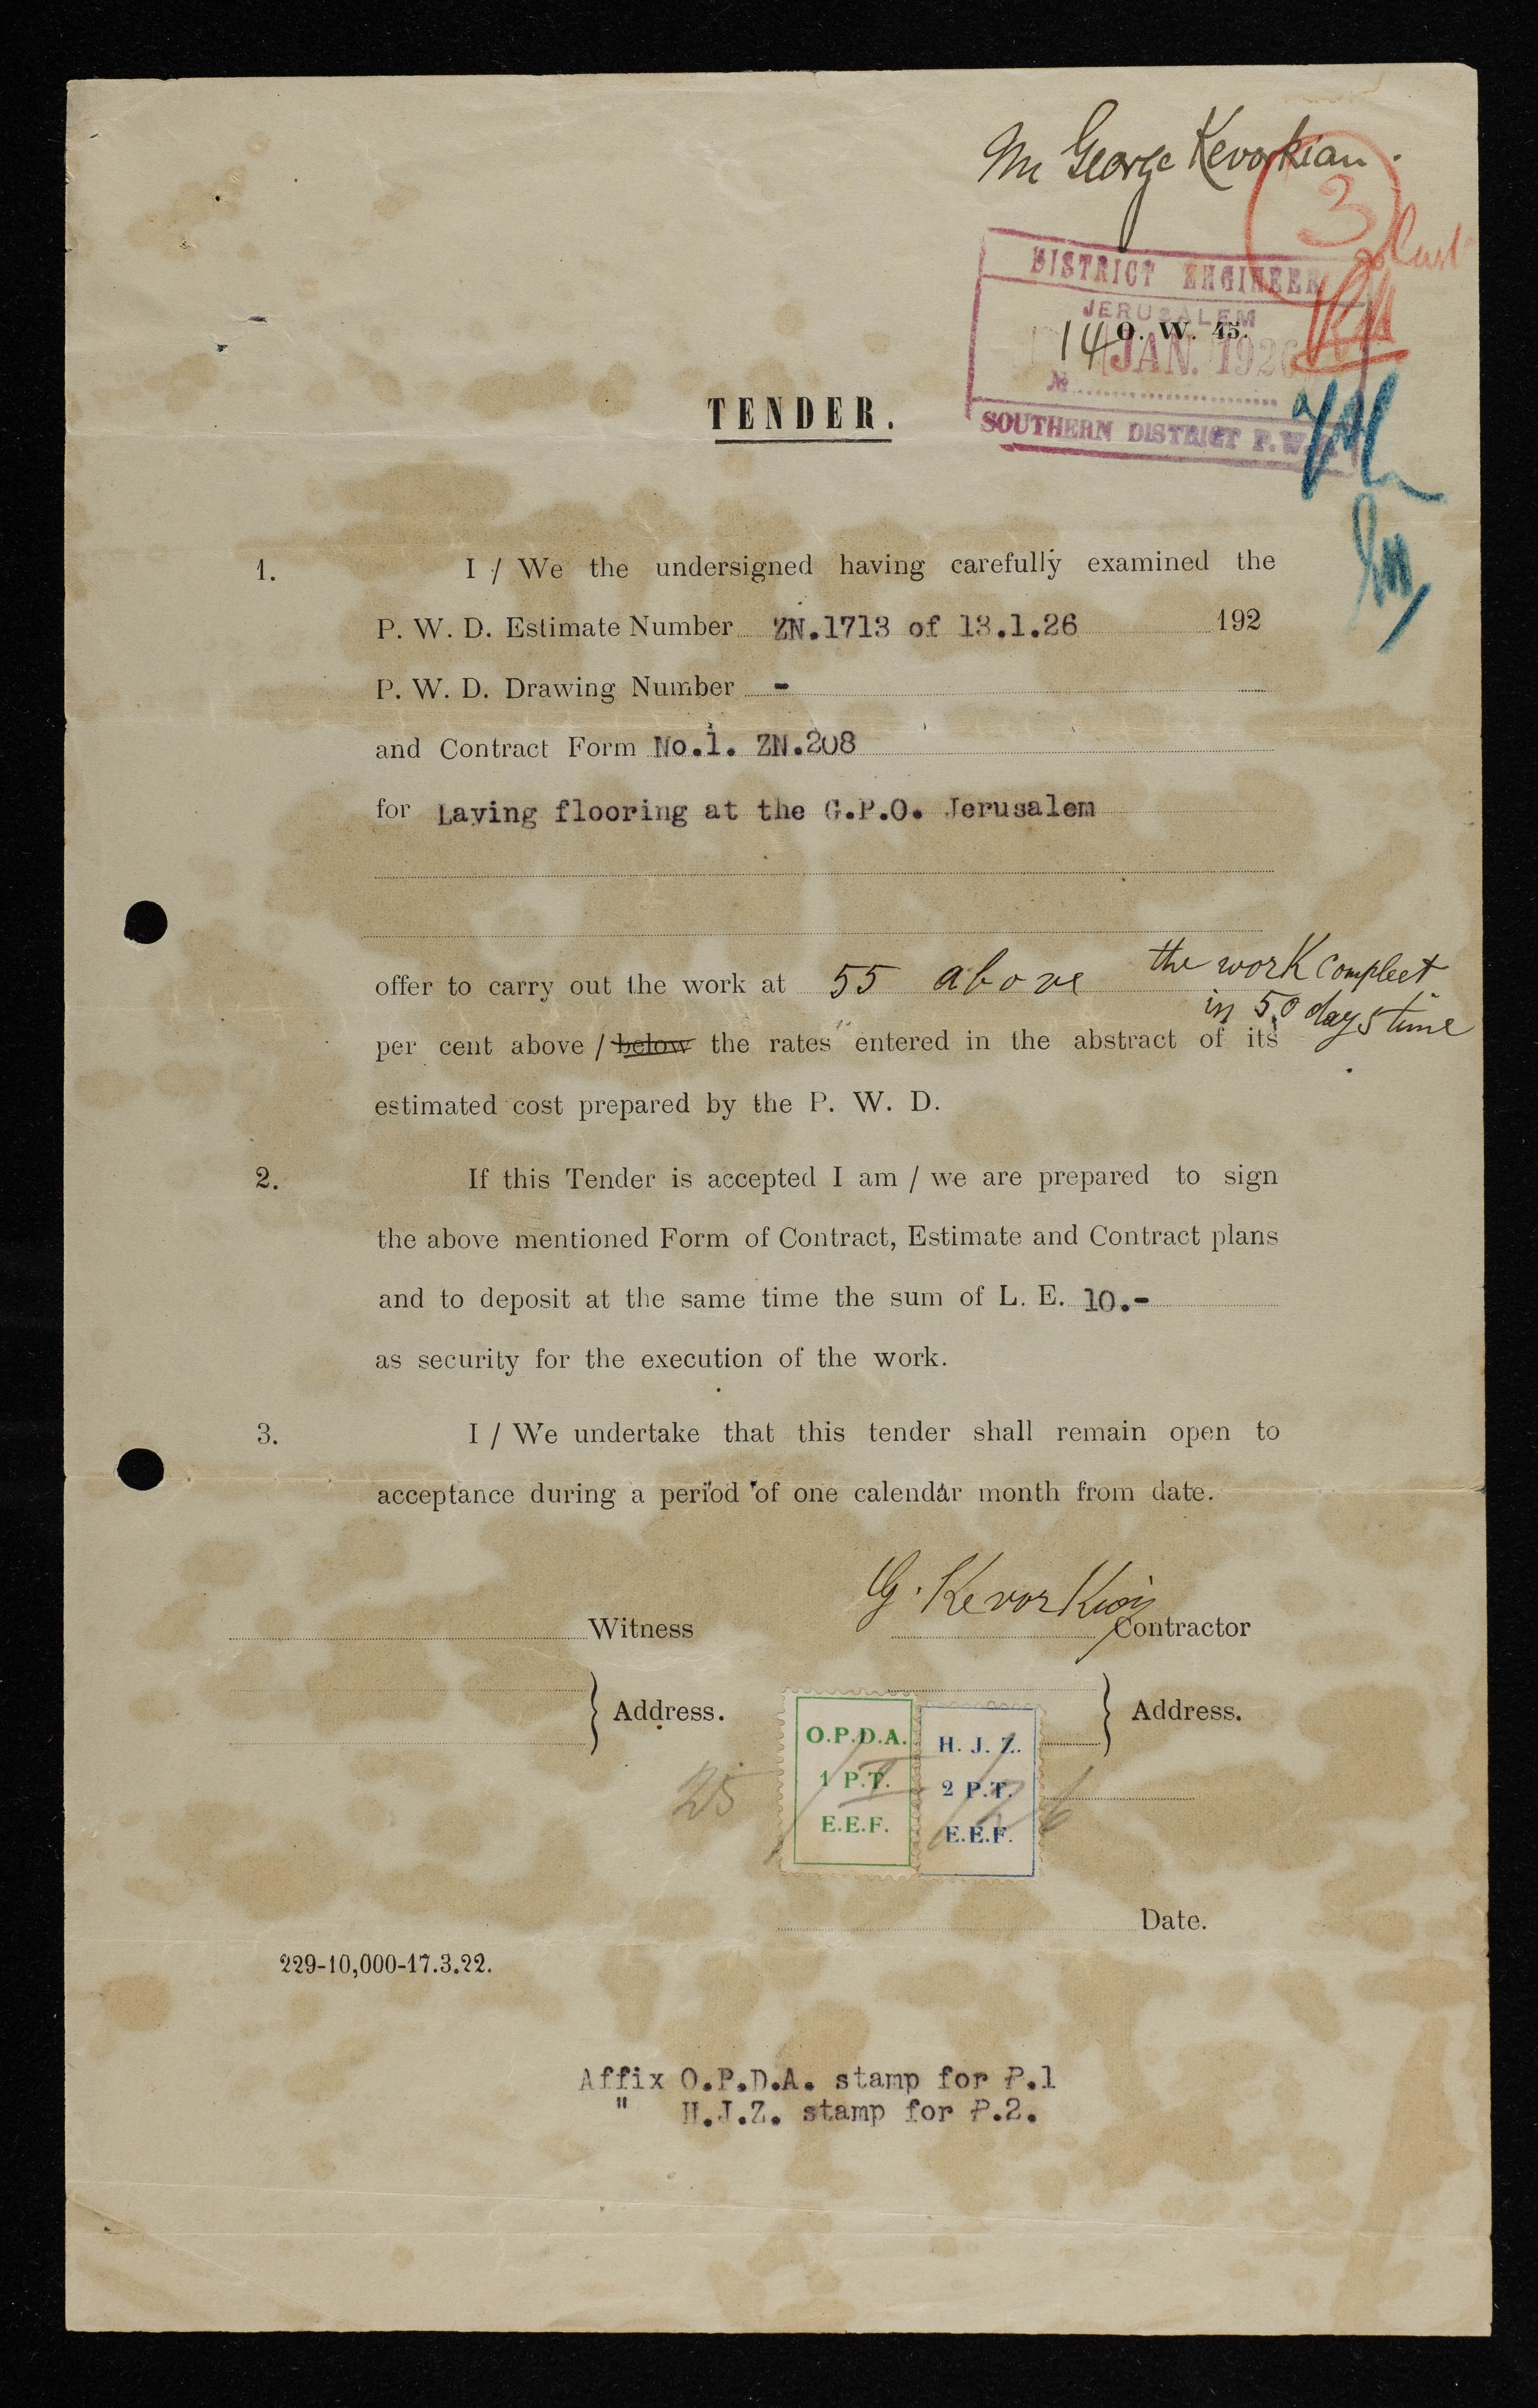 Mr George Kevorkian.
3
DISTRICT ENGINEER
JERUSALEM
O. W. 45.
14 JAN. 1926
№
SOUTHERN DISTRICT P.W.D.
TENDER.
1. I / We the undersigned having carefully examined the
P. W. D. Estimate Number ZN.1713 of 13.1.26 192
P. W. D. Drawing Number -
and Contract Form No.1. ZN.208
for Laying flooring at the G.P.O. Jerusalem
offer to carry out the work at 55 above the work compleet
in 50 days time
per cent above / below the rates entered in the abstract of its
estimated cost prepared by the P. W. D.
2. If this Tender is accepted I am / we are prepared to sign
the above mentioned Form of Contract, Estimate and Contract plans
and to deposit at the same time the sum of L. E. 10.-
as security for the execution of the work.
3. I / We undertake that this tender shall remain open to
acceptance during a period of one calendar month from date.
G. Kevorkian
Witness Contractor
Address. Address.
O.P.D.A. H. J. Z.
1 P.T. 2 P.T.
E.E.F. E.E.F.
25
Date.
229-10,000-17.3.22.
Affix O.P.D.A. stamp for P.1
" H.J.Z. stamp for P.2.